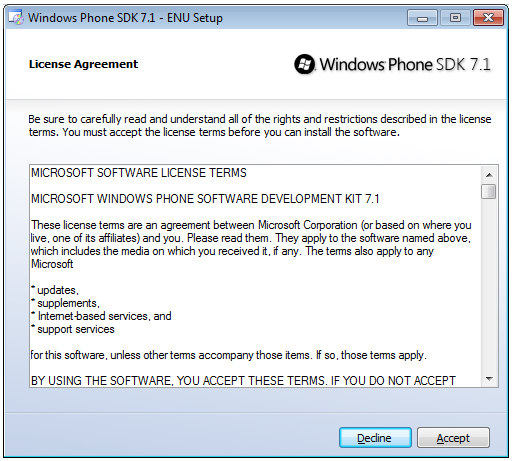 Windows Phone SDK 7.1 - ENU Setup
License Agreement
Windows Phone SDK 7.1
Be sure to carefully read and understand all of the rights and restrictions described in the license
terms. You must accept the license terms before you can install the software.
MICROSOFT SOFTWARE LICENSE TERMS
MICROSOFT WINDOWS PHONE SOFTWARE DEVELOPMENT KIT 7.1
These license terms are an agreement between Microsoft Corporation (or based on where you
live, one of its affiliates) and you. Please read them. They apply to the software named above,
which includes the media on which you received it, if any. The terms also apply to any
Microsoft
* updates,
* supplements,
* Internet-based services, and
* support services
for this software, unless other terms accompany those items. If so, those terms apply.
BY USING THE SOFTWARE, YOU ACCEPT THESE TERMS. IF YOU DO NOT ACCEPT
Decline Accept